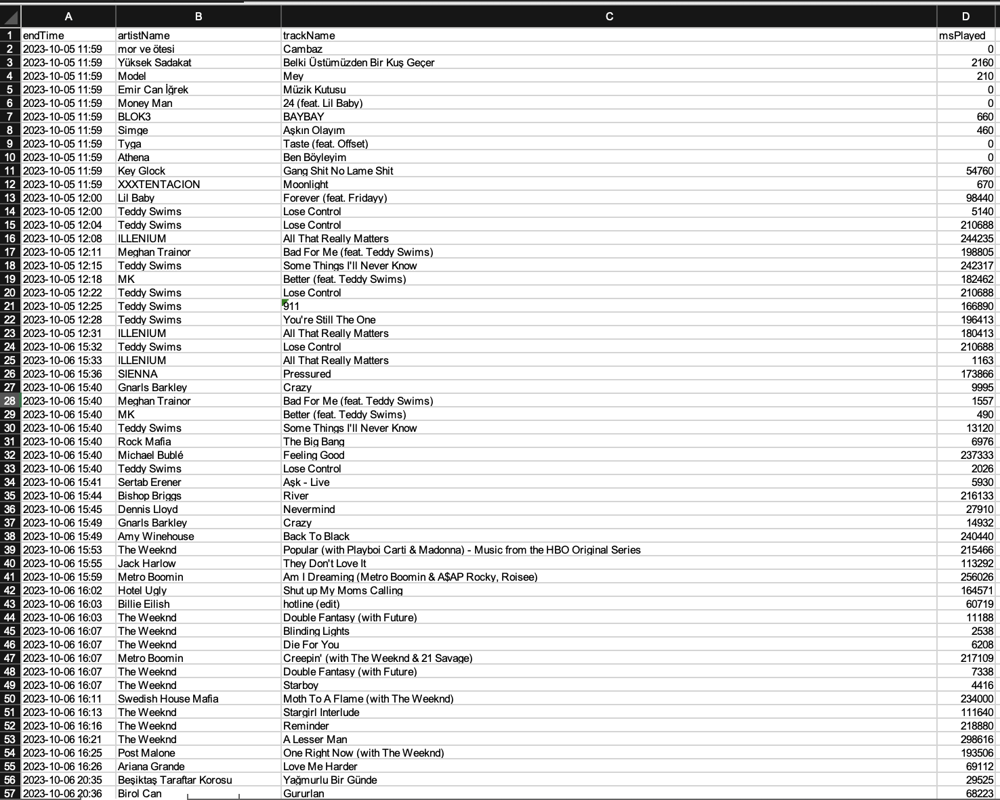 A B C D
1 endTime artistName trackName msPlayed
2 2023-10-05 11:59 mor ve ötesi Cambaz 0
3 2023-10-05 11:59 Yüksek Sadakat Belki Üstümüzden Bir Kuş Geçer 2160
4 2023-10-05 11:59 Model Mey 210
5 2023-10-05 11:59 Emir Can İğrek Müzik Kutusu 0
6 2023-10-05 11:59 Money Man 24 (feat. Lil Baby) 0
7 2023-10-05 11:59 BLOK3 BAYBAY 660
8 2023-10-05 11:59 Simge Aşkın Olayım 460
9 2023-10-05 11:59 Tyga Taste (feat. Offset) 0
10 2023-10-05 11:59 Athena Ben Böyleyim 0
11 2023-10-05 11:59 Key Glock Gang Shit No Lame Shit 54760
12 2023-10-05 11:59 XXXTENTACION Moonlight 670
13 2023-10-05 12:00 Lil Baby Forever (feat. Fridayy) 98440
14 2023-10-05 12:00 Teddy Swims Lose Control 5140
15 2023-10-05 12:04 Teddy Swims Lose Control 210688
16 2023-10-05 12:08 ILLENIUM All That Really Matters 244235
17 2023-10-05 12:11 Meghan Trainor Bad For Me (feat. Teddy Swims) 198805
18 2023-10-05 12:15 Teddy Swims Some Things I'll Never Know 242317
19 2023-10-05 12:18 MK Better (feat. Teddy Swims) 182462
20 2023-10-05 12:22 Teddy Swims Lose Control 210688
21 2023-10-05 12:25 Teddy Swims 911 166890
22 2023-10-05 12:28 Teddy Swims You're Still The One 196413
23 2023-10-05 12:31 ILLENIUM All That Really Matters 180413
24 2023-10-06 15:32 Teddy Swims Lose Control 210688
25 2023-10-06 15:33 ILLENIUM All That Really Matters 1163
26 2023-10-06 15:36 SIENNA Pressured 173866
27 2023-10-06 15:40 Gnarls Barkley Crazy 9995
28 2023-10-06 15:40 Meghan Trainor Bad For Me (feat. Teddy Swims) 1557
29 2023-10-06 15:40 MK Better (feat. Teddy Swims) 490
30 2023-10-06 15:40 Teddy Swims Some Things I'll Never Know 13120
31 2023-10-06 15:40 Rock Mafia The Big Bang 6976
32 2023-10-06 15:40 Michael Bublé Feeling Good 237333
33 2023-10-06 15:40 Teddy Swims Lose Control 2026
34 2023-10-06 15:41 Sertab Erener Aşk - Live 5930
35 2023-10-06 15:44 Bishop Briggs River 216133
36 2023-10-06 15:45 Dennis Lloyd Nevermind 27910
37 2023-10-06 15:49 Gnarls Barkley Crazy 14932
38 2023-10-06 15:49 Amy Winehouse Back To Black 240440
39 2023-10-06 15:53 The Weeknd Popular (with Playboi Carti & Madonna) - Music from the HBO Original Series 215466
40 2023-10-06 15:55 Jack Harlow They Don't Love It 113292
41 2023-10-06 15:59 Metro Boomin Am I Dreaming (Metro Boomin & A$AP Rocky, Roisee) 256026
42 2023-10-06 16:02 Hotel Ugly Shut up My Moms Calling 164571
43 2023-10-06 16:03 Billie Eilish hotline (edit) 60719
44 2023-10-06 16:03 The Weeknd Double Fantasy (with Future) 11188
45 2023-10-06 16:07 The Weeknd Blinding Lights 2538
46 2023-10-06 16:07 The Weeknd Die For You 6208
47 2023-10-06 16:07 Metro Boomin Creepin' (with The Weeknd & 21 Savage) 217109
48 2023-10-06 16:07 The Weeknd Double Fantasy (with Future) 7338
49 2023-10-06 16:07 The Weeknd Starboy 4416
50 2023-10-06 16:11 Swedish House Mafia Moth To A Flame (with The Weeknd) 234000
51 2023-10-06 16:13 The Weeknd Stargirl Interlude 111640
52 2023-10-06 16:16 The Weeknd Reminder 218880
53 2023-10-06 16:21 The Weeknd A Lesser Man 298616
54 2023-10-06 16:25 Post Malone One Right Now (with The Weeknd) 193506
55 2023-10-06 16:26 Ariana Grande Love Me Harder 69112
56 2023-10-06 20:35 Beşiktaş Taraftar Korosu Yağmurlu Bir Günde 29525
57 2023-10-06 20:36 Birol Can Gururlan 68223